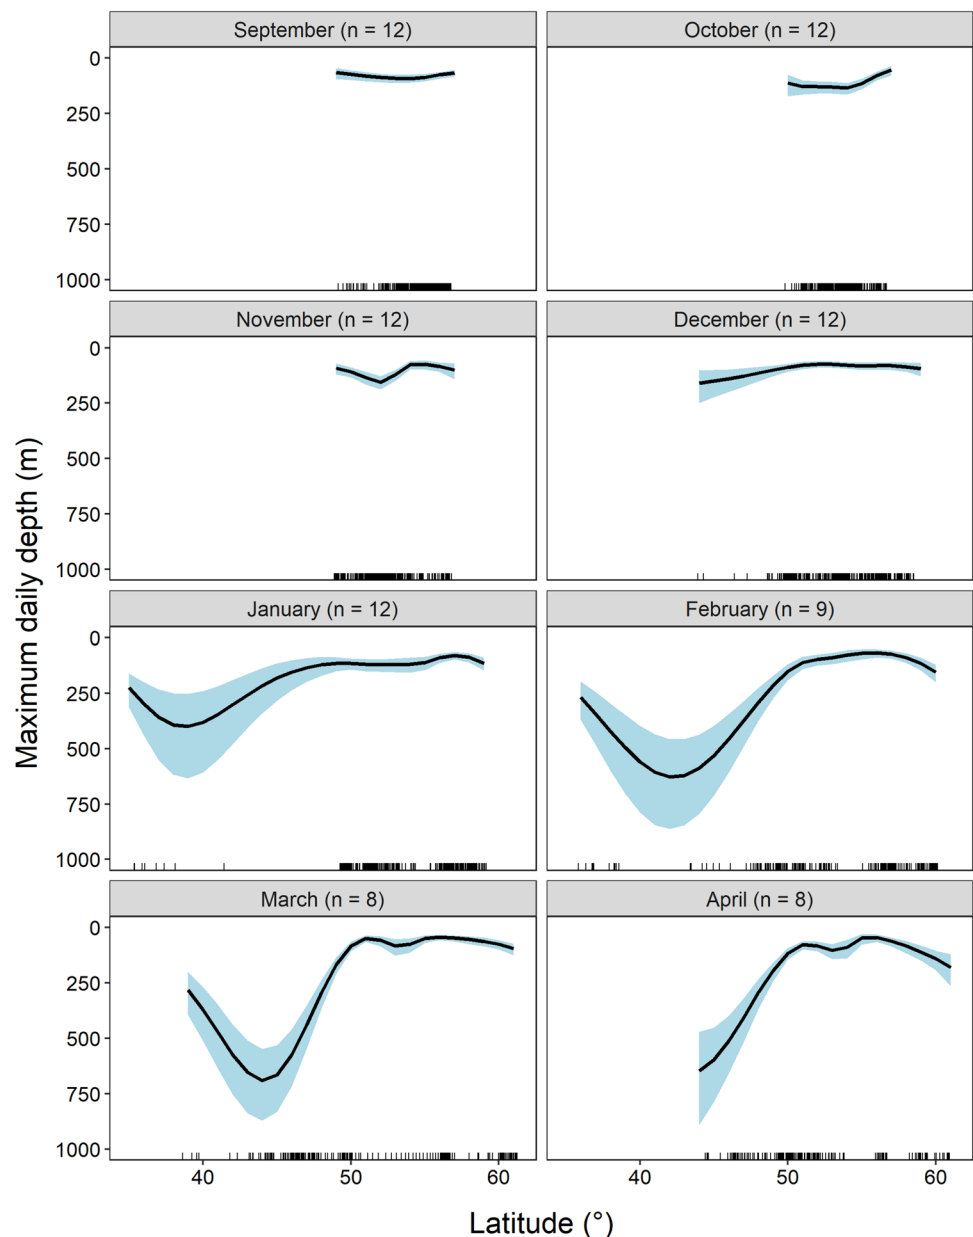 September (n = 12)
October (n = 12)
0
250
500
750
1000
November (n = 12)
December (n = 12)
0
250
500
750
1000
Maximum daily depth (m)
January (n = 12)
February (n = 9)
0
250
500
750
1000
March (n = 8)
April (n = 8)
0
250
500
750
1000
40 50 60
40 50 60
Latitude (°)